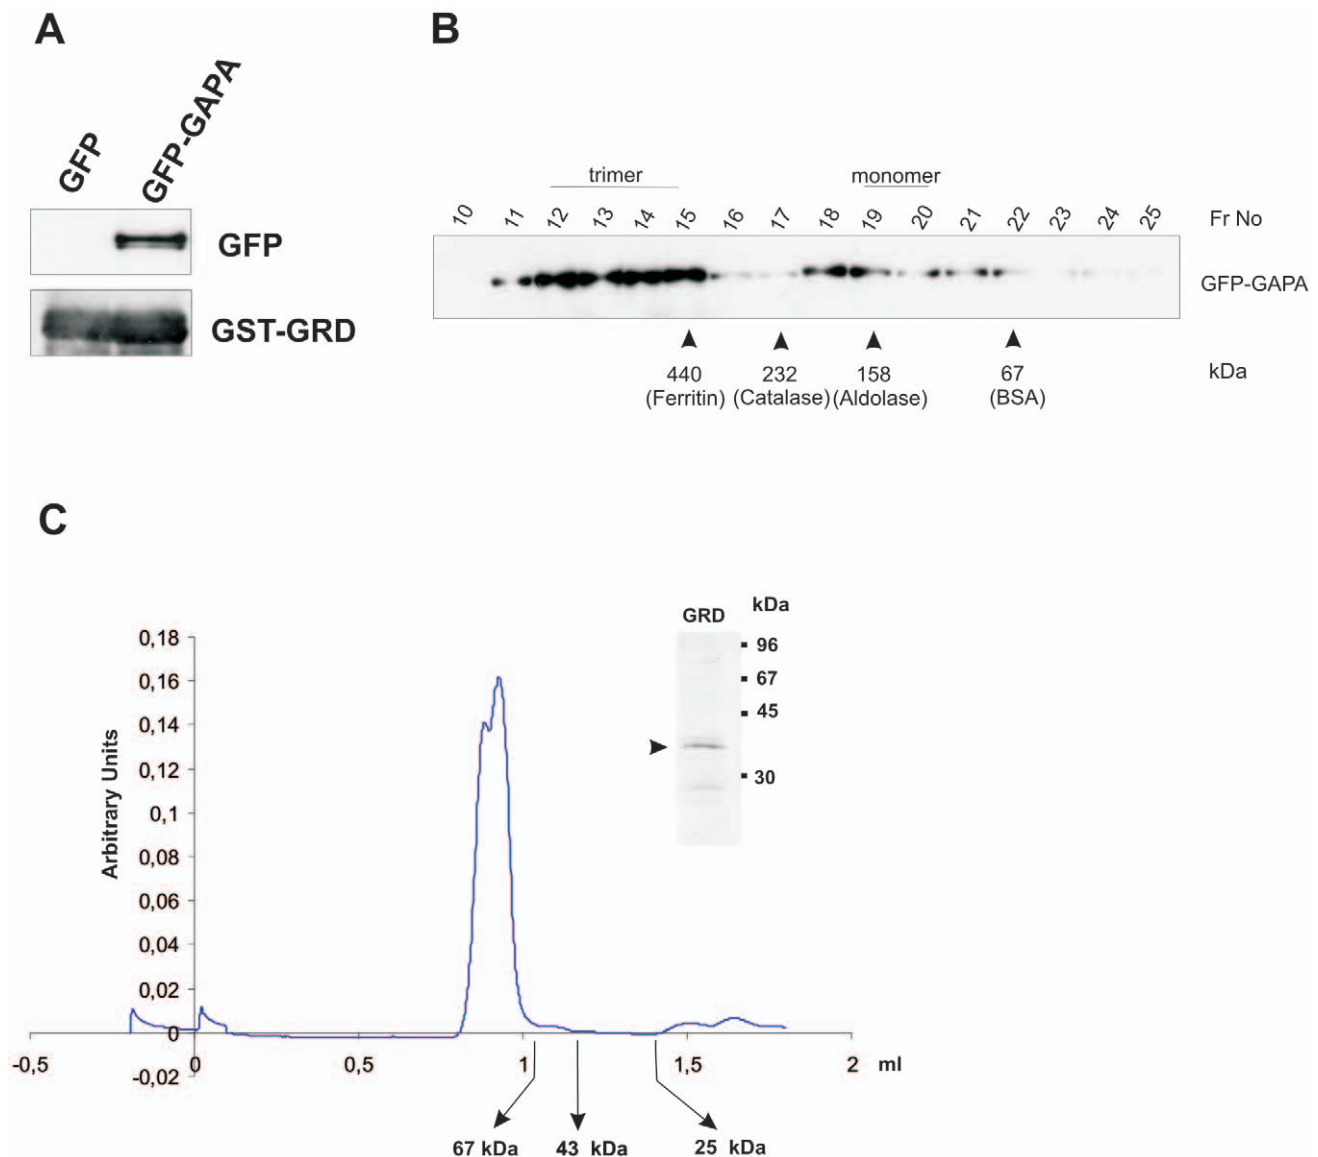 A
GFP
GFP-GAPA
GFP
GST-GRD
B
trimer
monomer
10 11 12 13 14 15 16 17 18 19 20 21 22 23 24 25 Fr No
GFP-GAPA
440 232 158 67 kDa
(Ferritin) (Catalase) (Aldolase) (BSA)
C
GRD kDa
96
67
45
30
Arbitrary Units
0,18
0,16
0,14
0,12
0,1
0,08
0,06
0,04
0,02
0
-0,02
-0,5 0 0,5 1 1,5 2 ml
67 kDa 43 kDa 25 kDa